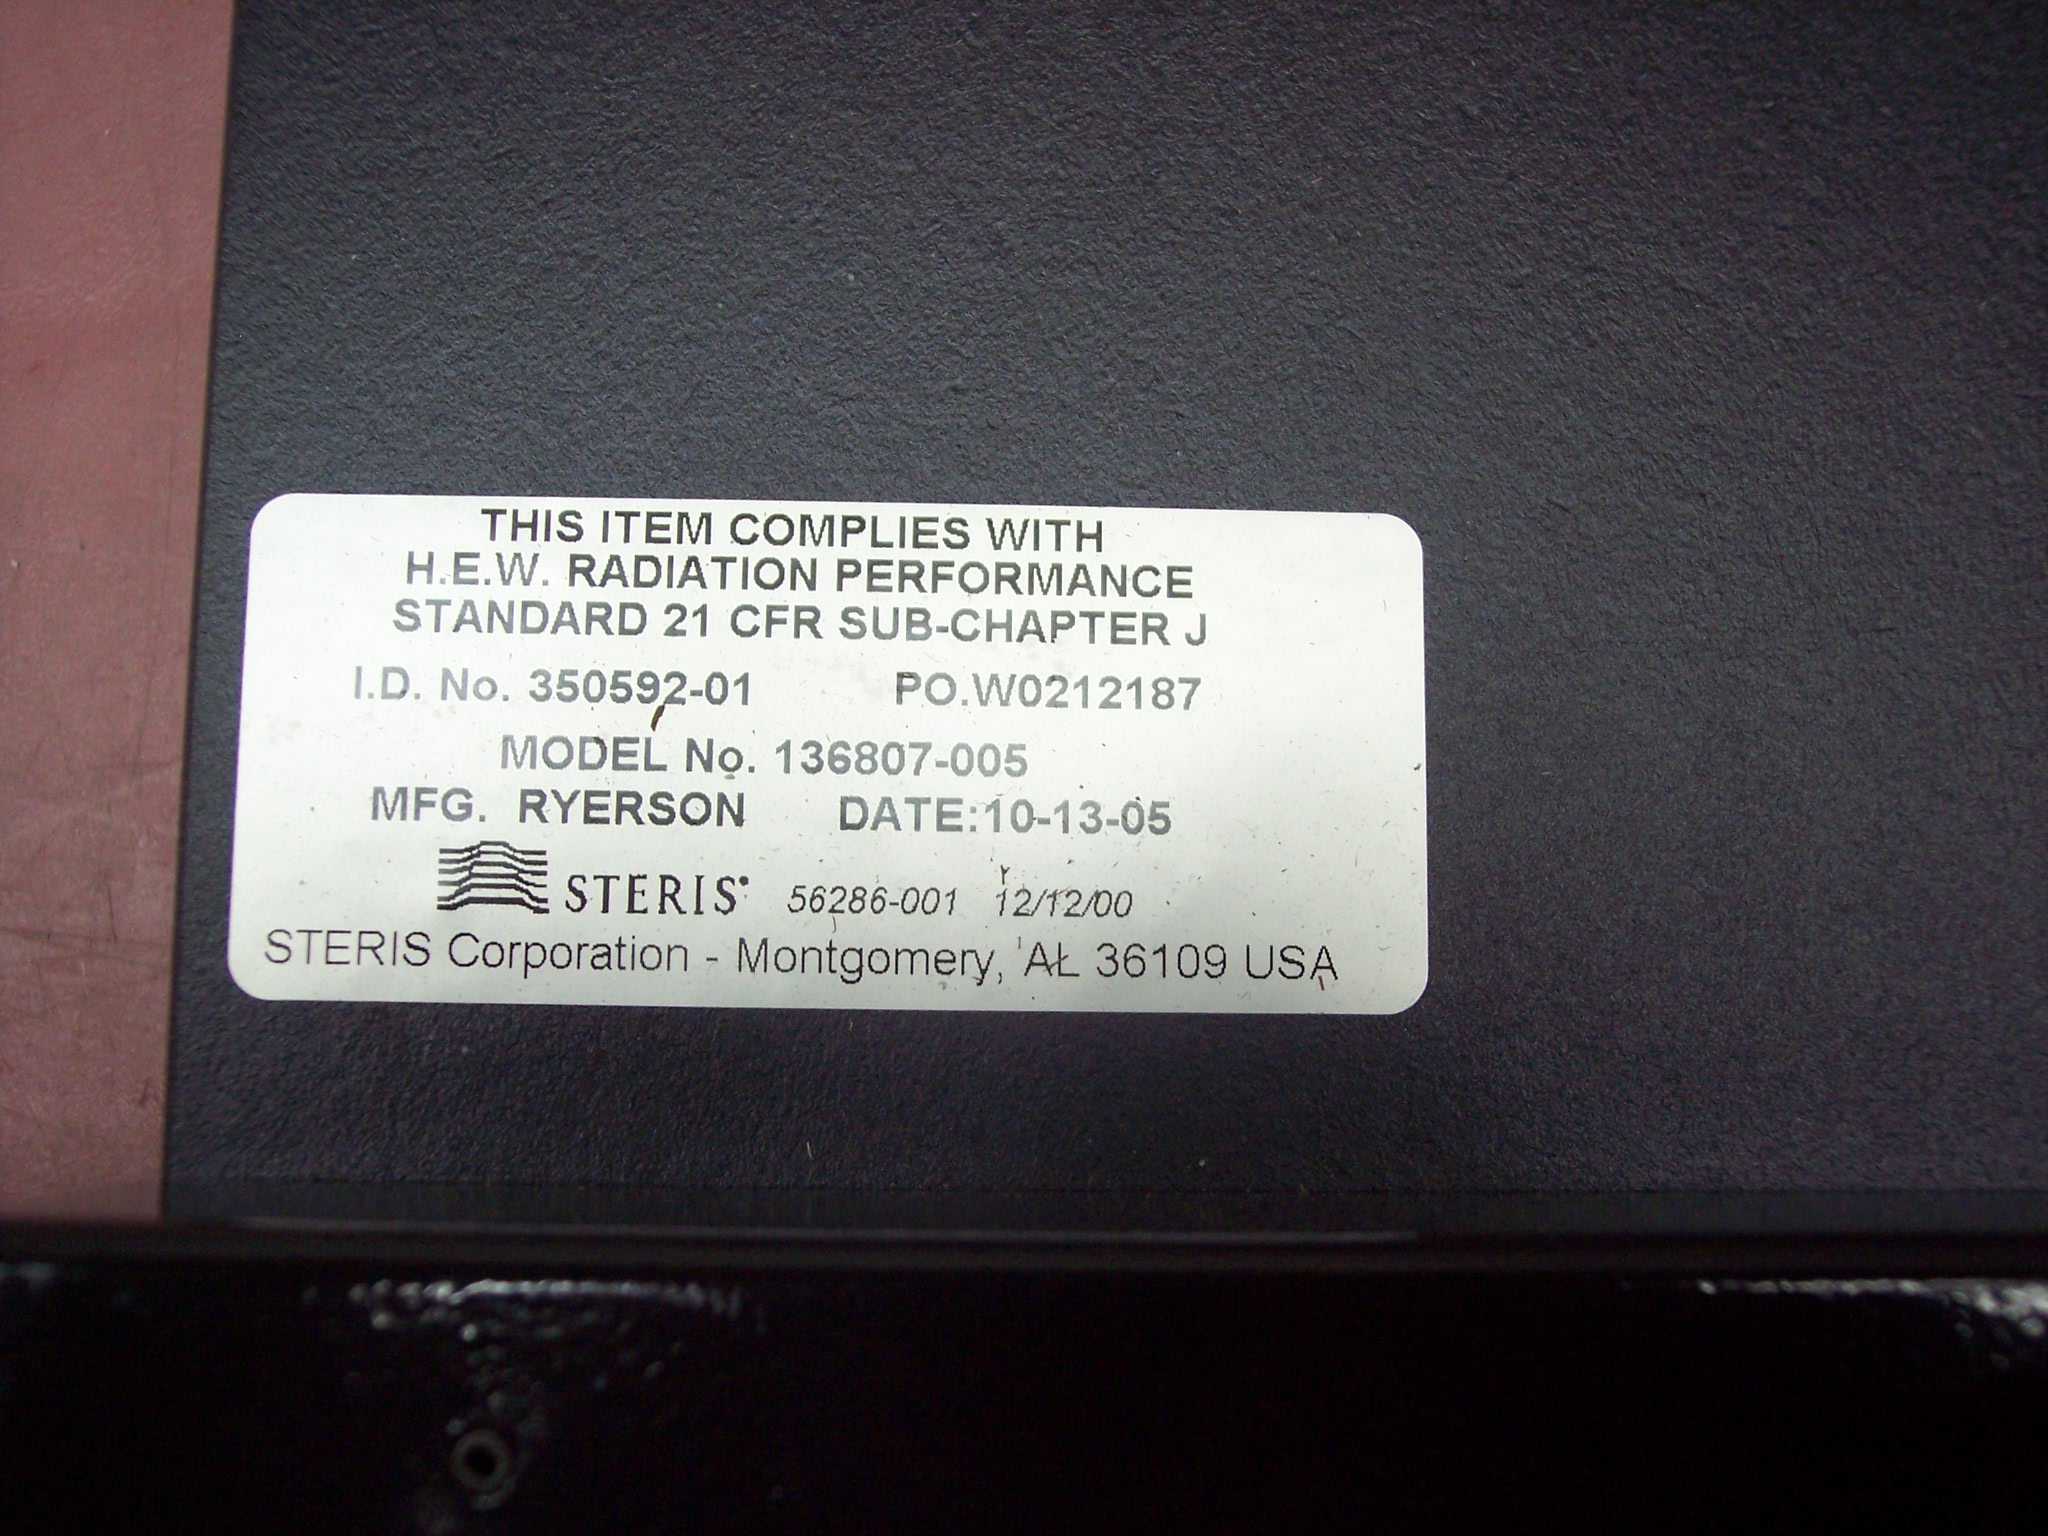 THIS ITEM COMPLIES WITH
H.E.W. RADIATION PERFORMANCE
STANDARD 21 CFR SUB-CHAPTER J
I.D. No. 350592-01 PO.W0212187
MODEL No. 136807-005
MFG. RYERSON DATE:10-13-05
STERIS 56286-001 12/12/00
STERIS Corporation - Montgomery, AL 36109 USA